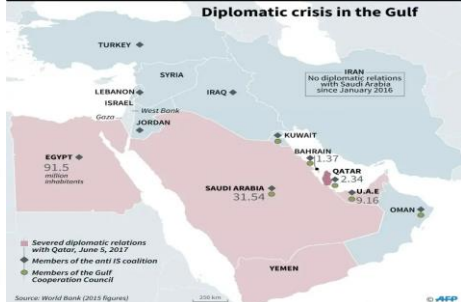 Diplomatic crisis in the Gulf
TURKEY
SYRIA
LEBANON
ISRAEL
IRAQ
IRAN
No diplomatic relations
with Saudi Arabia
since January 2016
West Bank
Gaza
JORDAN
KUWAIT
BAHRAIN
1.37
EGYPT
91.5
million
inhabitants
QATAR
2.34
SAUDI ARABIA
31.54
U.A.E
9.16
OMAN
YEMEN
Severed diplomatic relations
with Qatar, June 5, 2017
Members of the anti IS coalition
Members of the Gulf
Cooperation Council
Source: World Bank (2015 figures)
250 km
© AFP